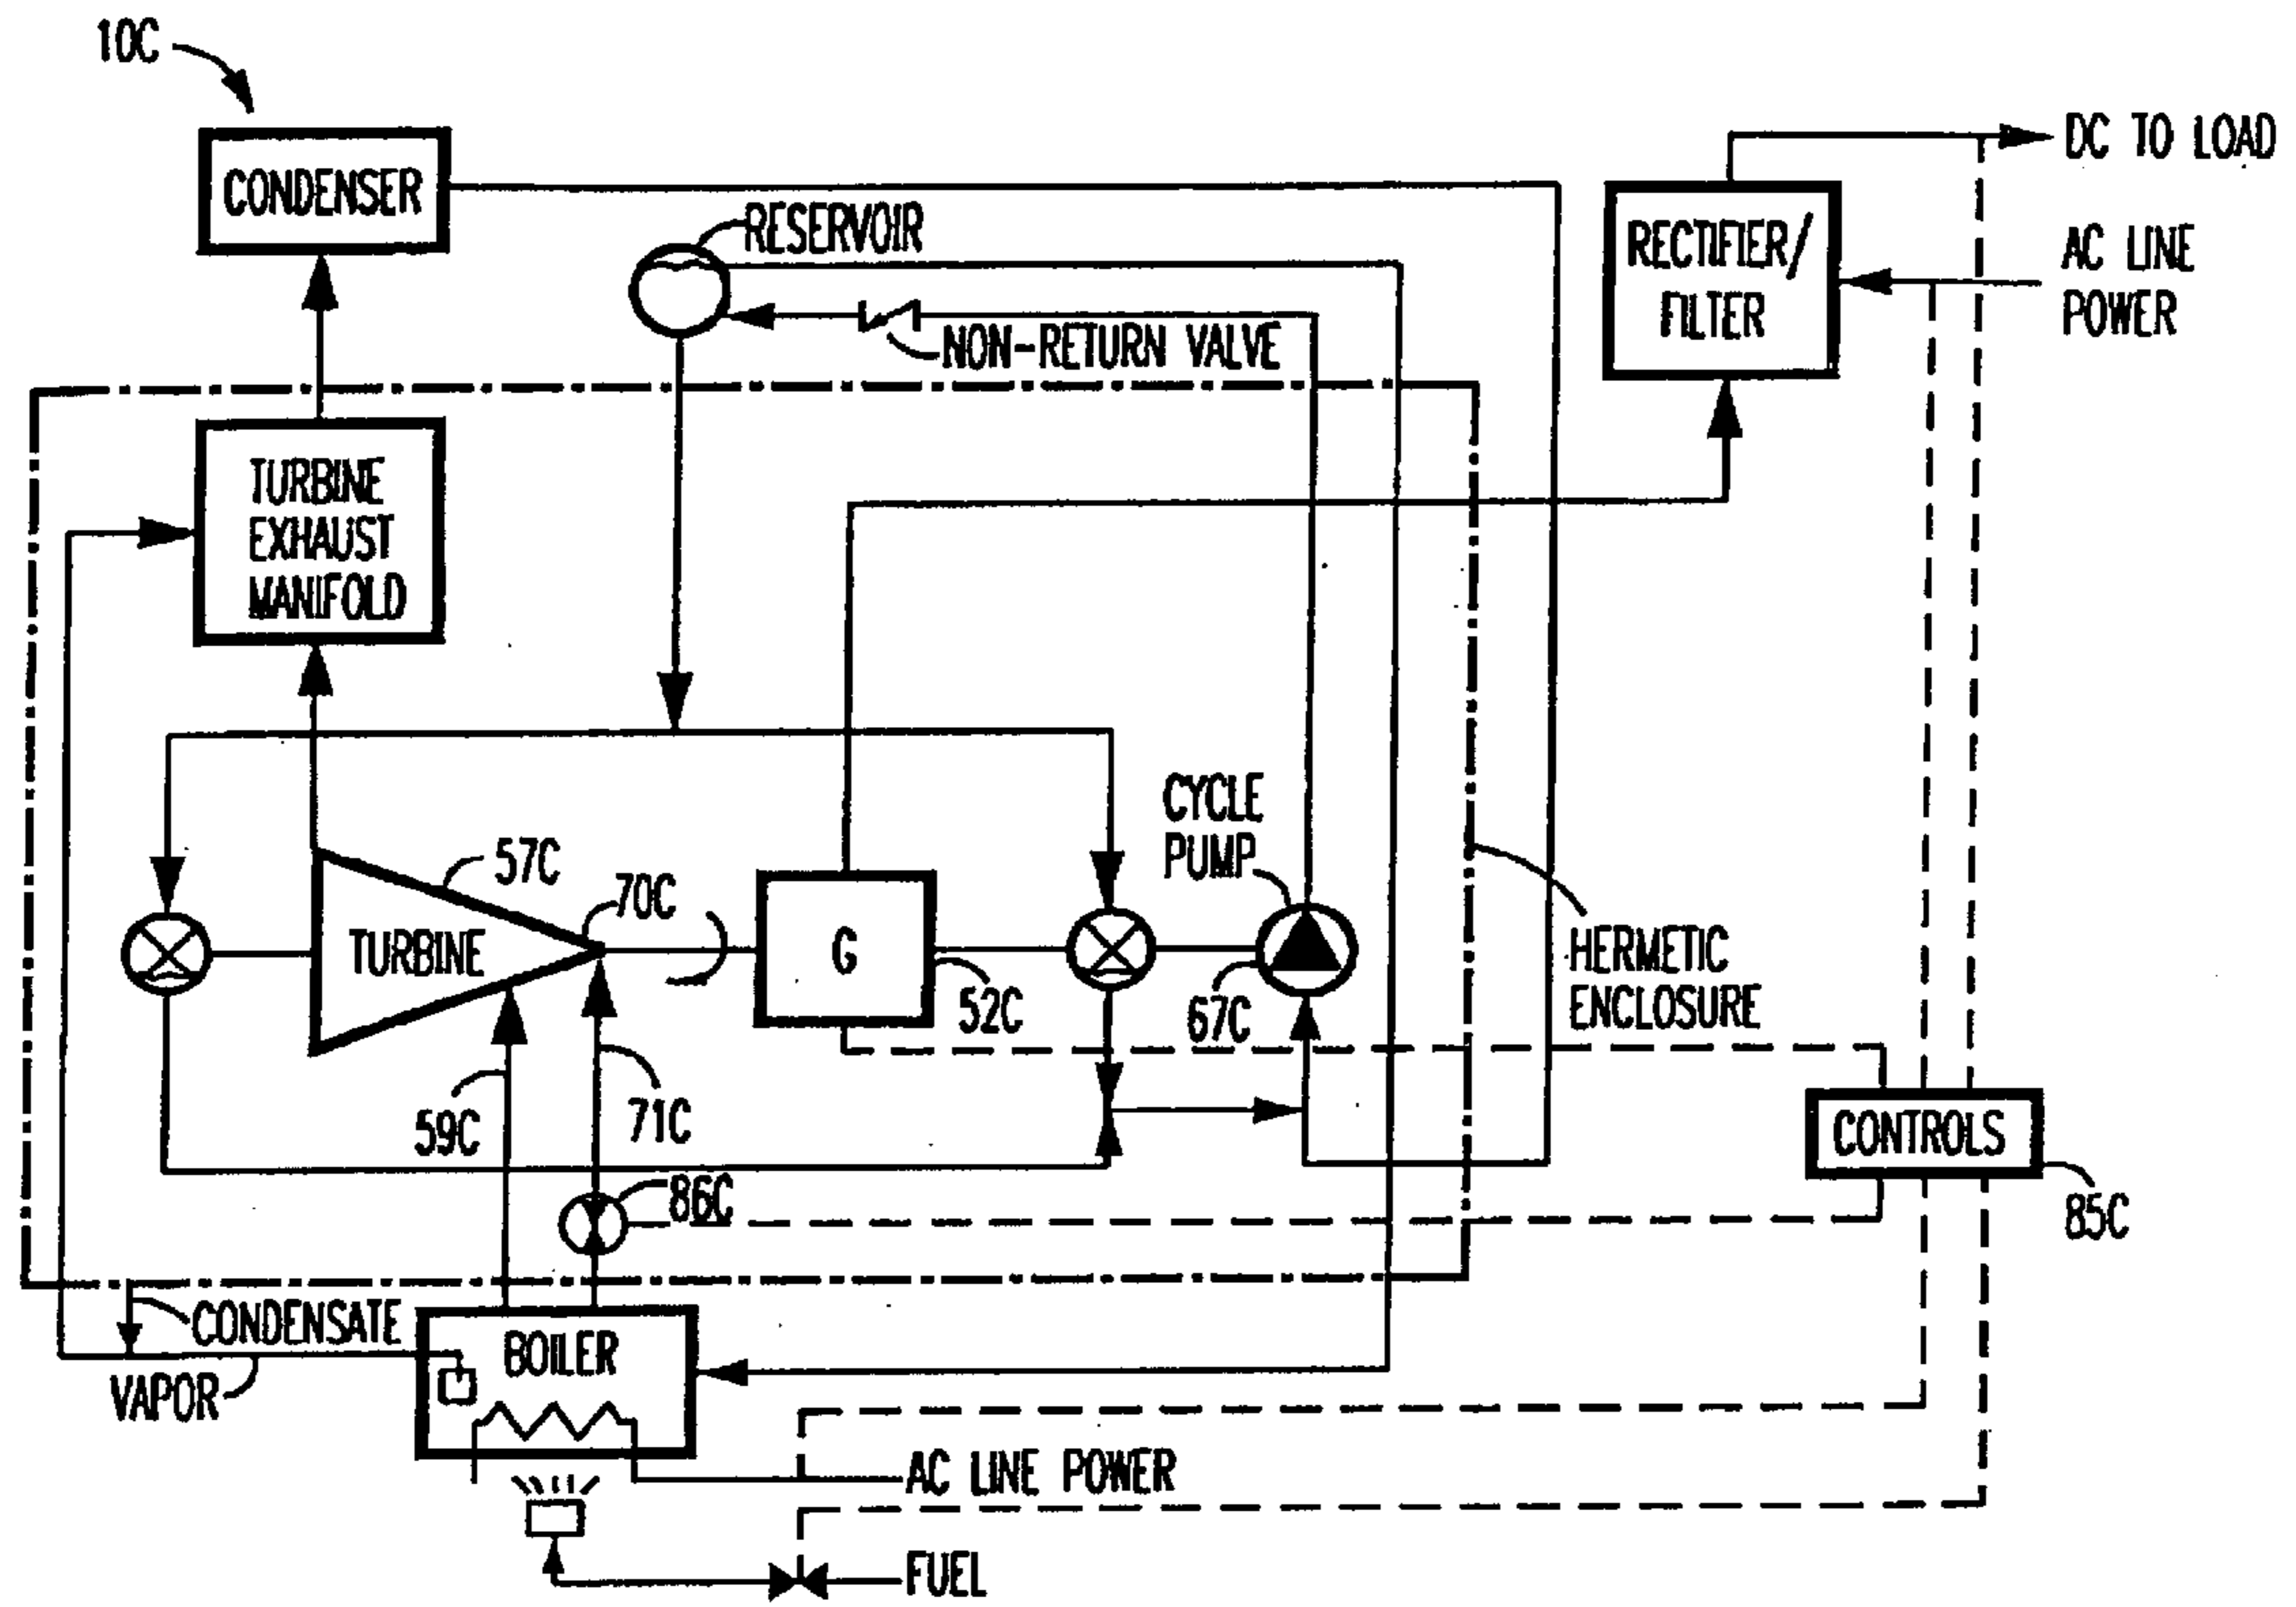 10C
DC TO LOAD
CONDENSER
RESERVOIR
RECTIFIER/
FILTER
AC LINE
POWER
NON-RETURN VALVE
TURBINE
EXHAUST
MANIFOLD
CYCLE
PUMP
57C
70C
TURBINE
G
52C
67C
HERMETIC
ENCLOSURE
59C
71C
CONTROLS
86C
85C
CONDENSATE
BOILER
VAPOR
AC LINE POWER
FUEL